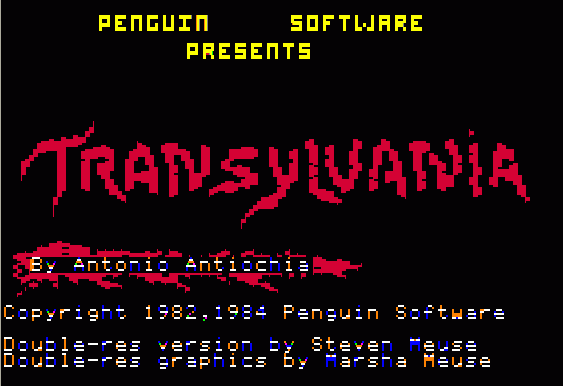 PENGUIN SOFTWARE
PRESENTS
TRANSYLVANIA
By Antonio Antiochia
Copyright 1982,1984 Penguin Software
Double-res version by Steven Meuse
Double-res graphics by Marsha Meuse